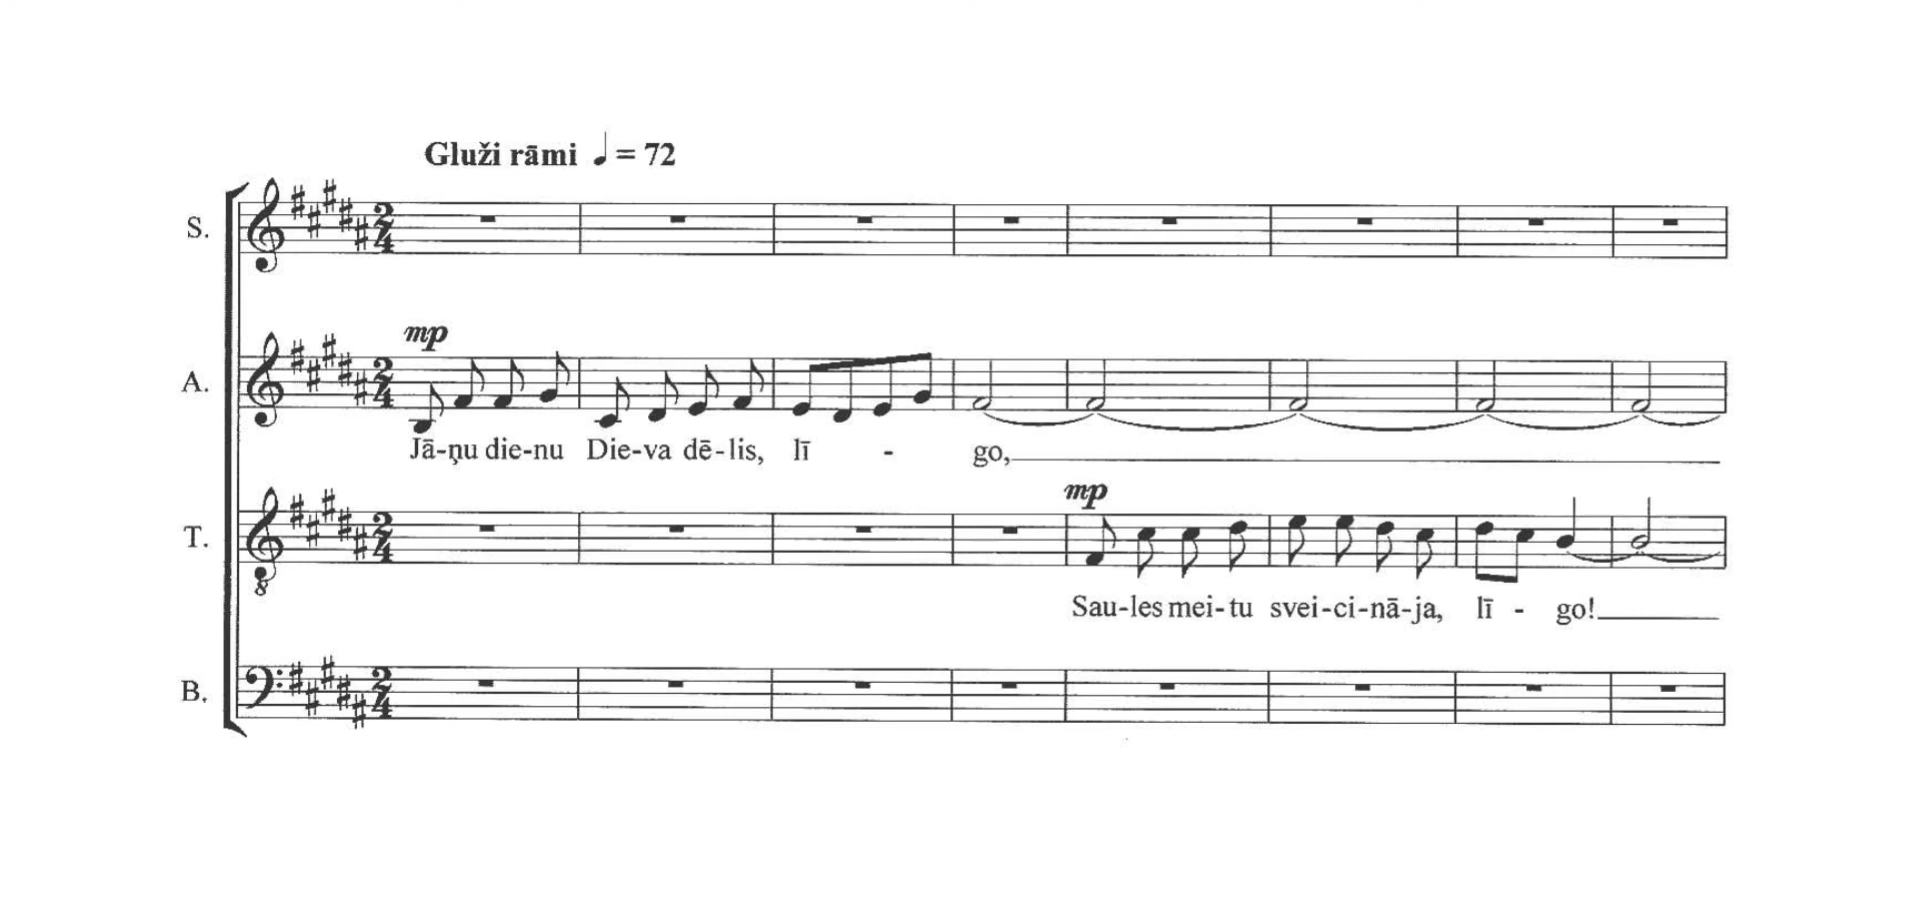 Gluži rāmi ♩ = 72
S.
mp
A.
Jā-ņu die-nu Die-va dē-lis, lī - go,
mp
T.
8
Sau-les mei-tu svei-ci-nā-ja, lī - go!
B.